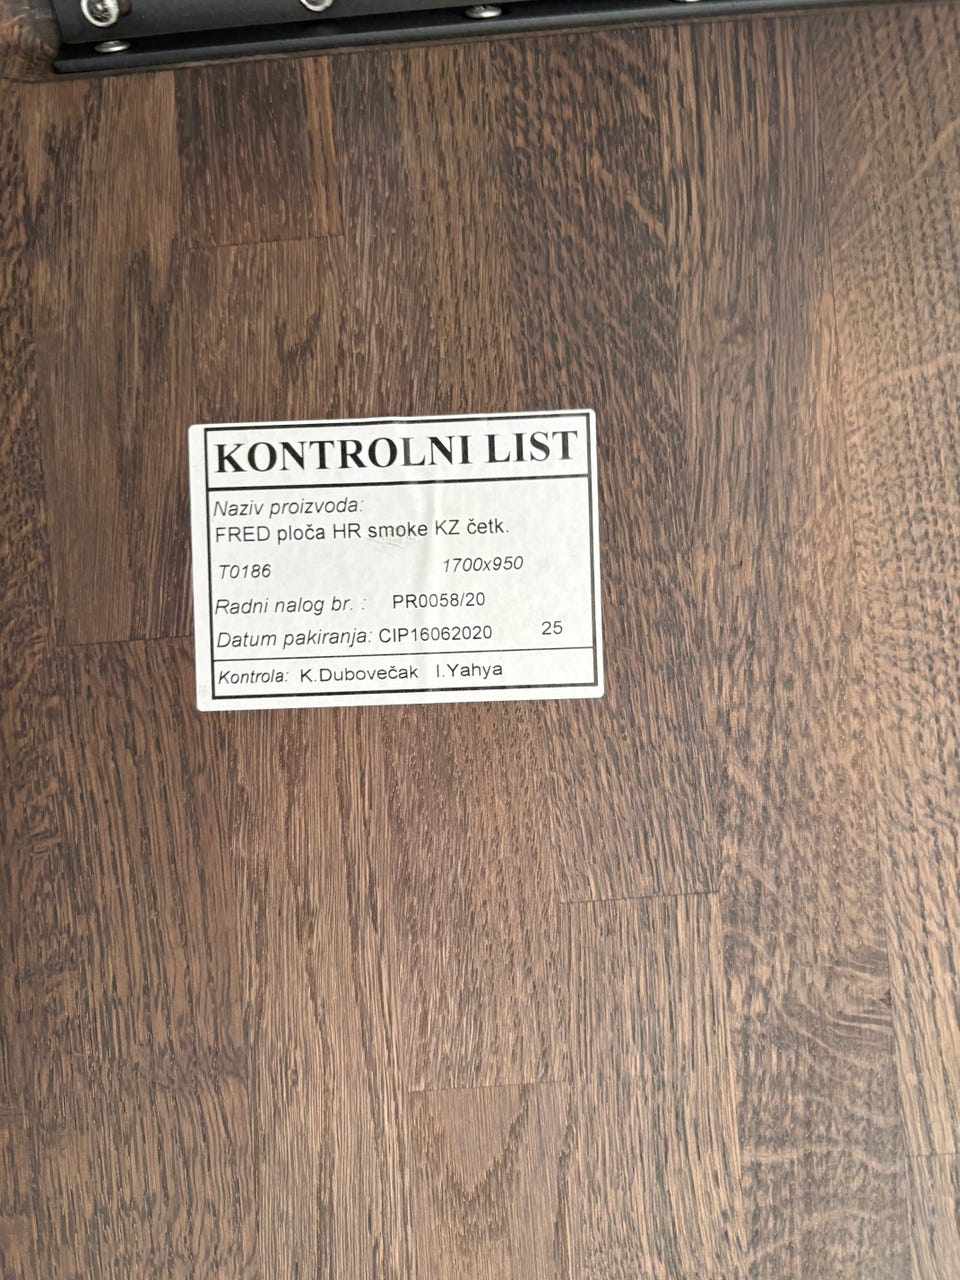 KONTROLNI LIST
Naziv proizvoda:
FRED ploča HR smoke KZ četk.
T0186 1700x950
Radni nalog br. : PR0058/20
Datum pakiranja: CIP16062020 25
Kontrola: K.Dubovečak I.Yahya